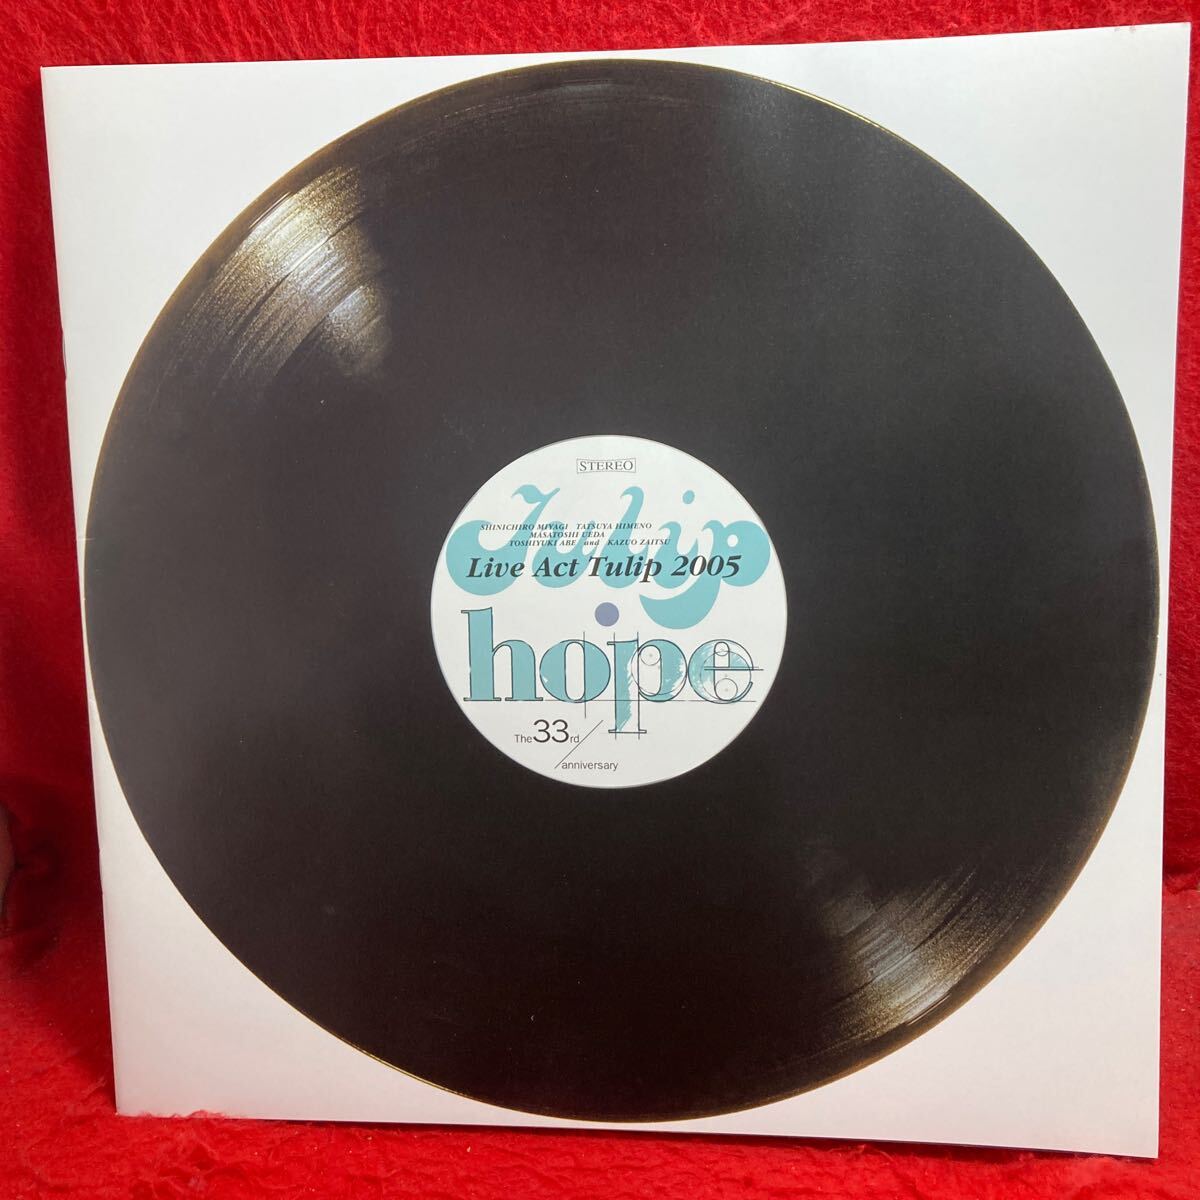 STEREO
Tulip
SHINICHIRO MIYAGI TATSUYA HIMENO
MASATOSHI UEDA
TOSHIYUKI ABE and KAZUO ZAITSU
Live Act Tulip 2005
hope
The 33rd
anniversary